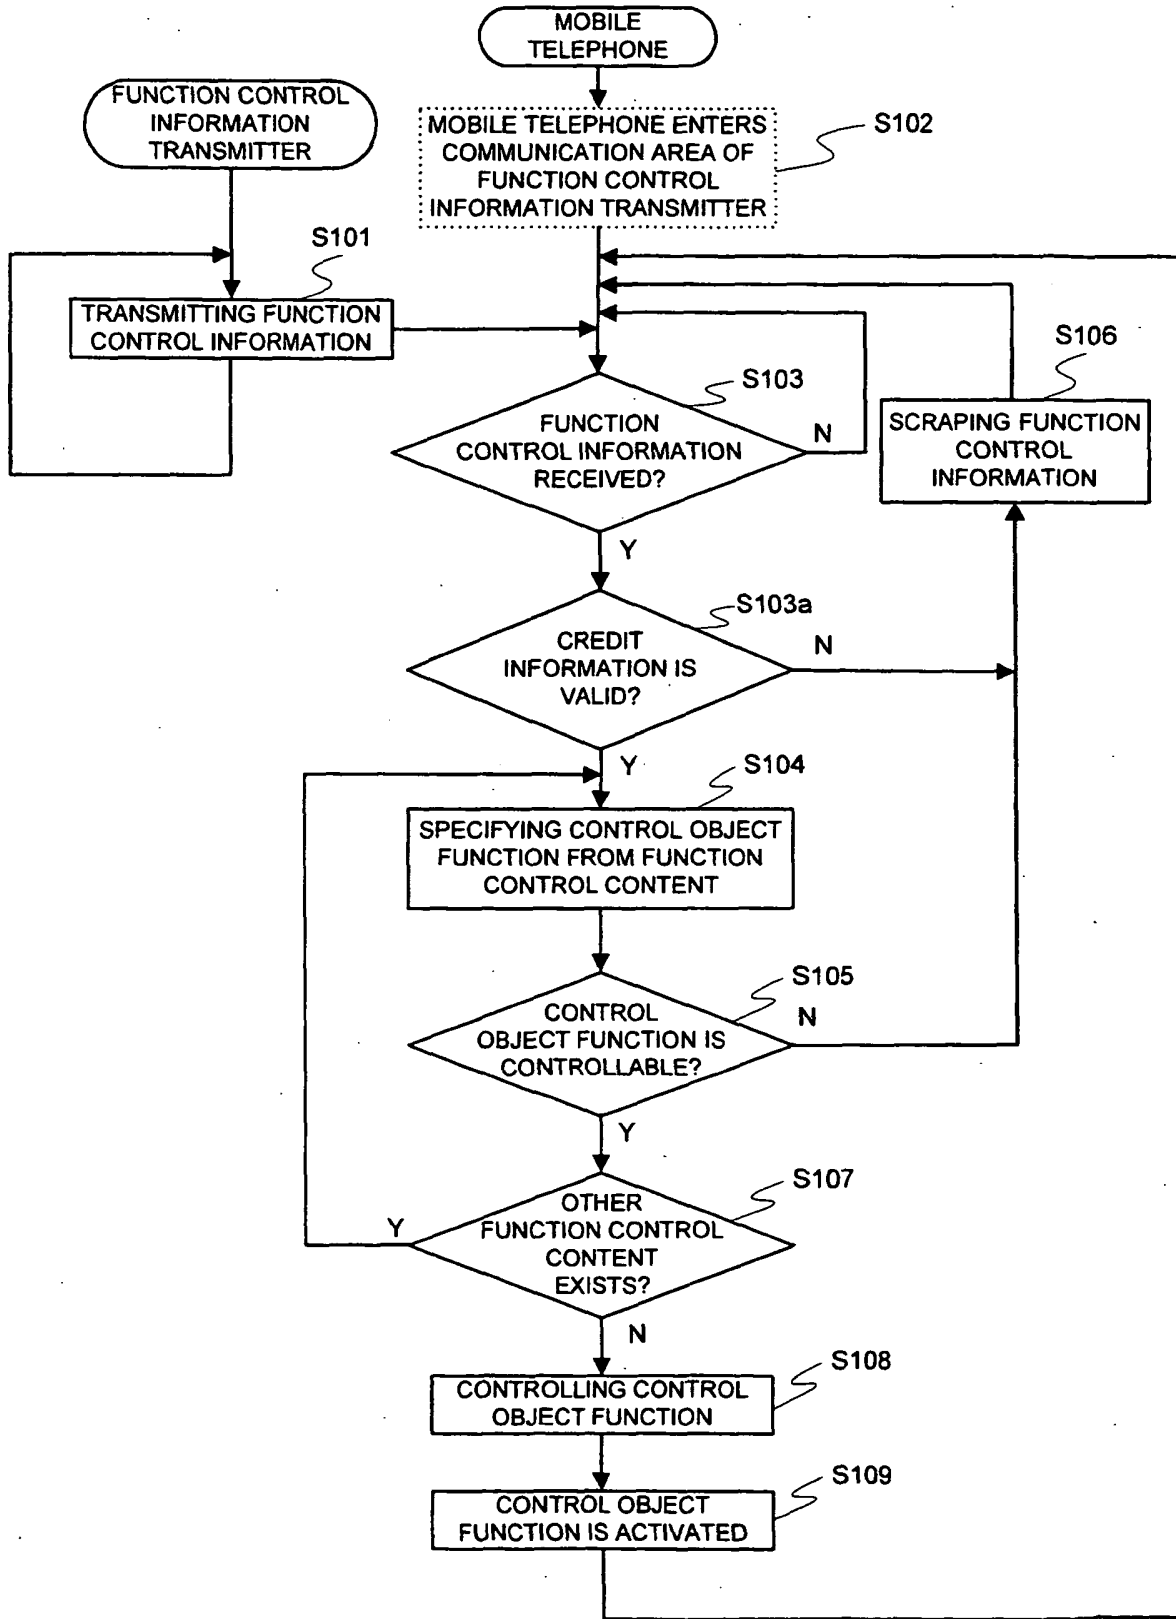 MOBILE
TELEPHONE
FUNCTION CONTROL
INFORMATION
TRANSMITTER
MOBILE TELEPHONE ENTERS
COMMUNICATION AREA OF
FUNCTION CONTROL
INFORMATION TRANSMITTER
S102
S101
TRANSMITTING FUNCTION
CONTROL INFORMATION
S103
FUNCTION
CONTROL INFORMATION
RECEIVED?
N
S106
SCRAPING FUNCTION
CONTROL
INFORMATION
Y
S103a
CREDIT
INFORMATION IS
VALID?
N
Y
S104
SPECIFYING CONTROL OBJECT
FUNCTION FROM FUNCTION
CONTROL CONTENT
S105
CONTROL
OBJECT FUNCTION IS
CONTROLLABLE?
N
Y
S107
OTHER
FUNCTION CONTROL
CONTENT
EXISTS?
Y
N
S108
CONTROLLING CONTROL
OBJECT FUNCTION
S109
CONTROL OBJECT
FUNCTION IS ACTIVATED